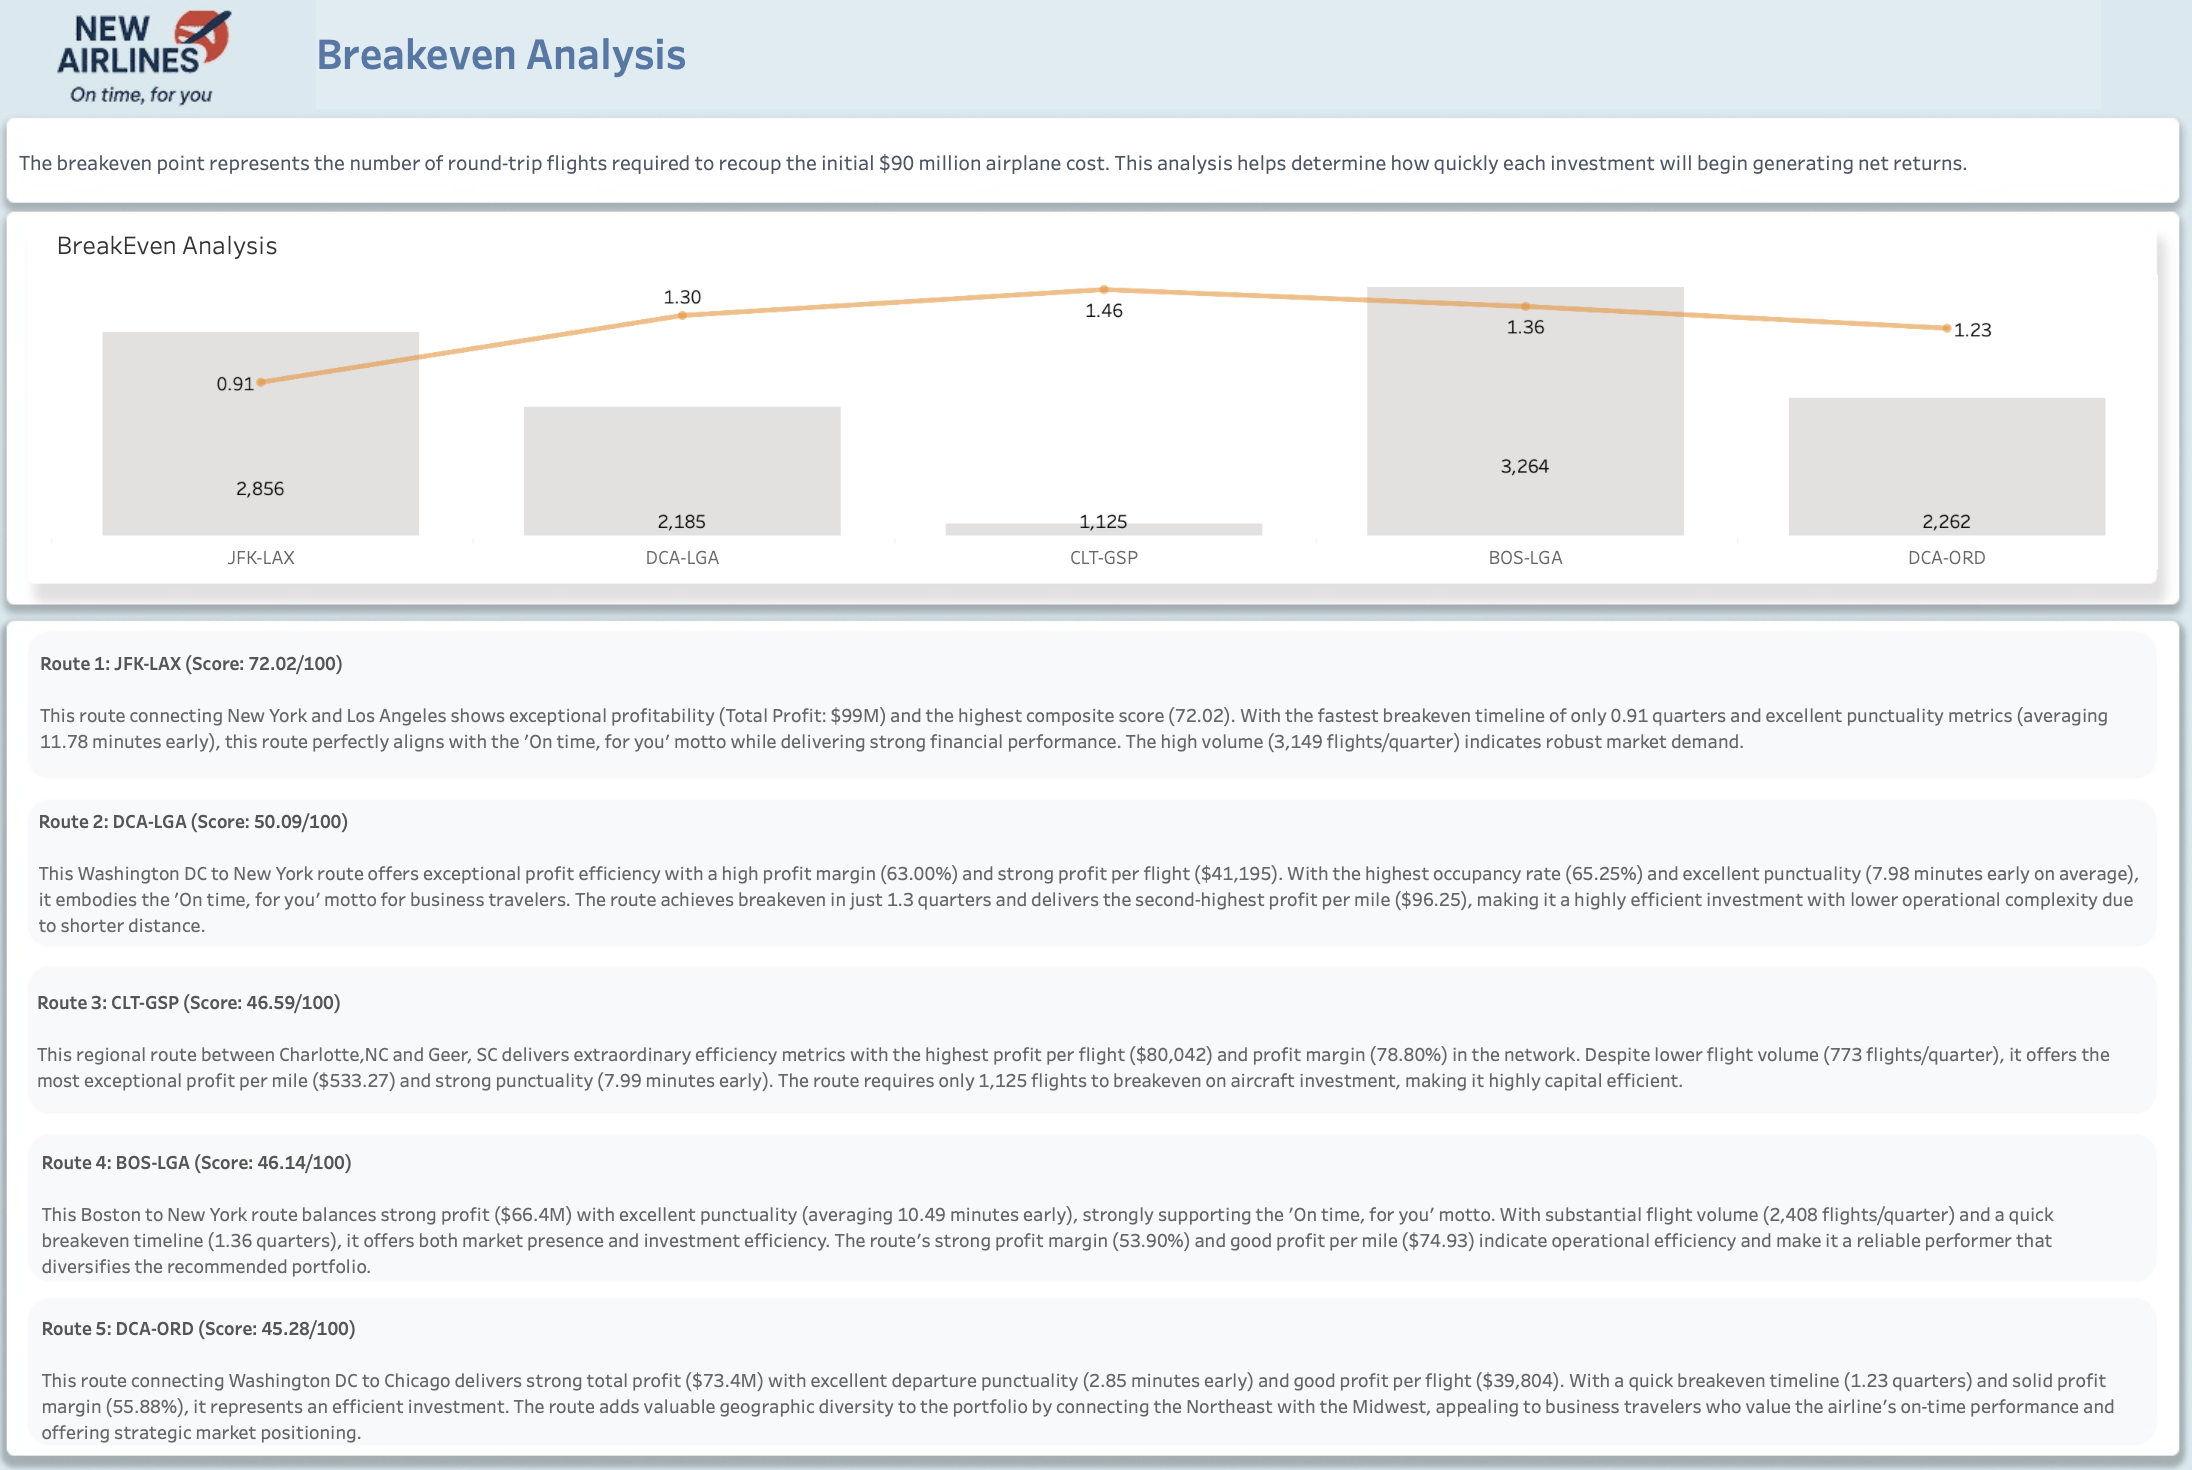 NEW
AIRLINES
On time, for you
Breakeven Analysis
The breakeven point represents the number of round-trip flights required to recoup the initial $90 million airplane cost. This analysis helps determine how quickly each investment will begin generating net returns.
BreakEven Analysis
0.91
1.30
1.46
1.36
1.23
2,856
2,185
1,125
3,264
2,262
JFK-LAX
DCA-LGA
CLT-GSP
BOS-LGA
DCA-ORD
Route 1: JFK-LAX (Score: 72.02/100)
This route connecting New York and Los Angeles shows exceptional profitability (Total Profit: $99M) and the highest composite score (72.02). With the fastest breakeven timeline of only 0.91 quarters and excellent punctuality metrics (averaging
11.78 minutes early), this route perfectly aligns with the 'On time, for you' motto while delivering strong financial performance. The high volume (3,149 flights/quarter) indicates robust market demand.
Route 2: DCA-LGA (Score: 50.09/100)
This Washington DC to New York route offers exceptional profit efficiency with a high profit margin (63.00%) and strong profit per flight ($41,195). With the highest occupancy rate (65.25%) and excellent punctuality (7.98 minutes early on average),
it embodies the 'On time, for you' motto for business travelers. The route achieves breakeven in just 1.3 quarters and delivers the second-highest profit per mile ($96.25), making it a highly efficient investment with lower operational complexity due
to shorter distance.
Route 3: CLT-GSP (Score: 46.59/100)
This regional route between Charlotte,NC and Geer, SC delivers extraordinary efficiency metrics with the highest profit per flight ($80,042) and profit margin (78.80%) in the network. Despite lower flight volume (773 flights/quarter), it offers the
most exceptional profit per mile ($533.27) and strong punctuality (7.99 minutes early). The route requires only 1,125 flights to breakeven on aircraft investment, making it highly capital efficient.
Route 4: BOS-LGA (Score: 46.14/100)
This Boston to New York route balances strong profit ($66.4M) with excellent punctuality (averaging 10.49 minutes early), strongly supporting the 'On time, for you' motto. With substantial flight volume (2,408 flights/quarter) and a quick
breakeven timeline (1.36 quarters), it offers both market presence and investment efficiency. The route's strong profit margin (53.90%) and good profit per mile ($74.93) indicate operational efficiency and make it a reliable performer that
diversifies the recommended portfolio.
Route 5: DCA-ORD (Score: 45.28/100)
This route connecting Washington DC to Chicago delivers strong total profit ($73.4M) with excellent departure punctuality (2.85 minutes early) and good profit per flight ($39,804). With a quick breakeven timeline (1.23 quarters) and solid profit
margin (55.88%), it represents an efficient investment. The route adds valuable geographic diversity to the portfolio by connecting the Northeast with the Midwest, appealing to business travelers who value the airline's on-time performance and
offering strategic market positioning.